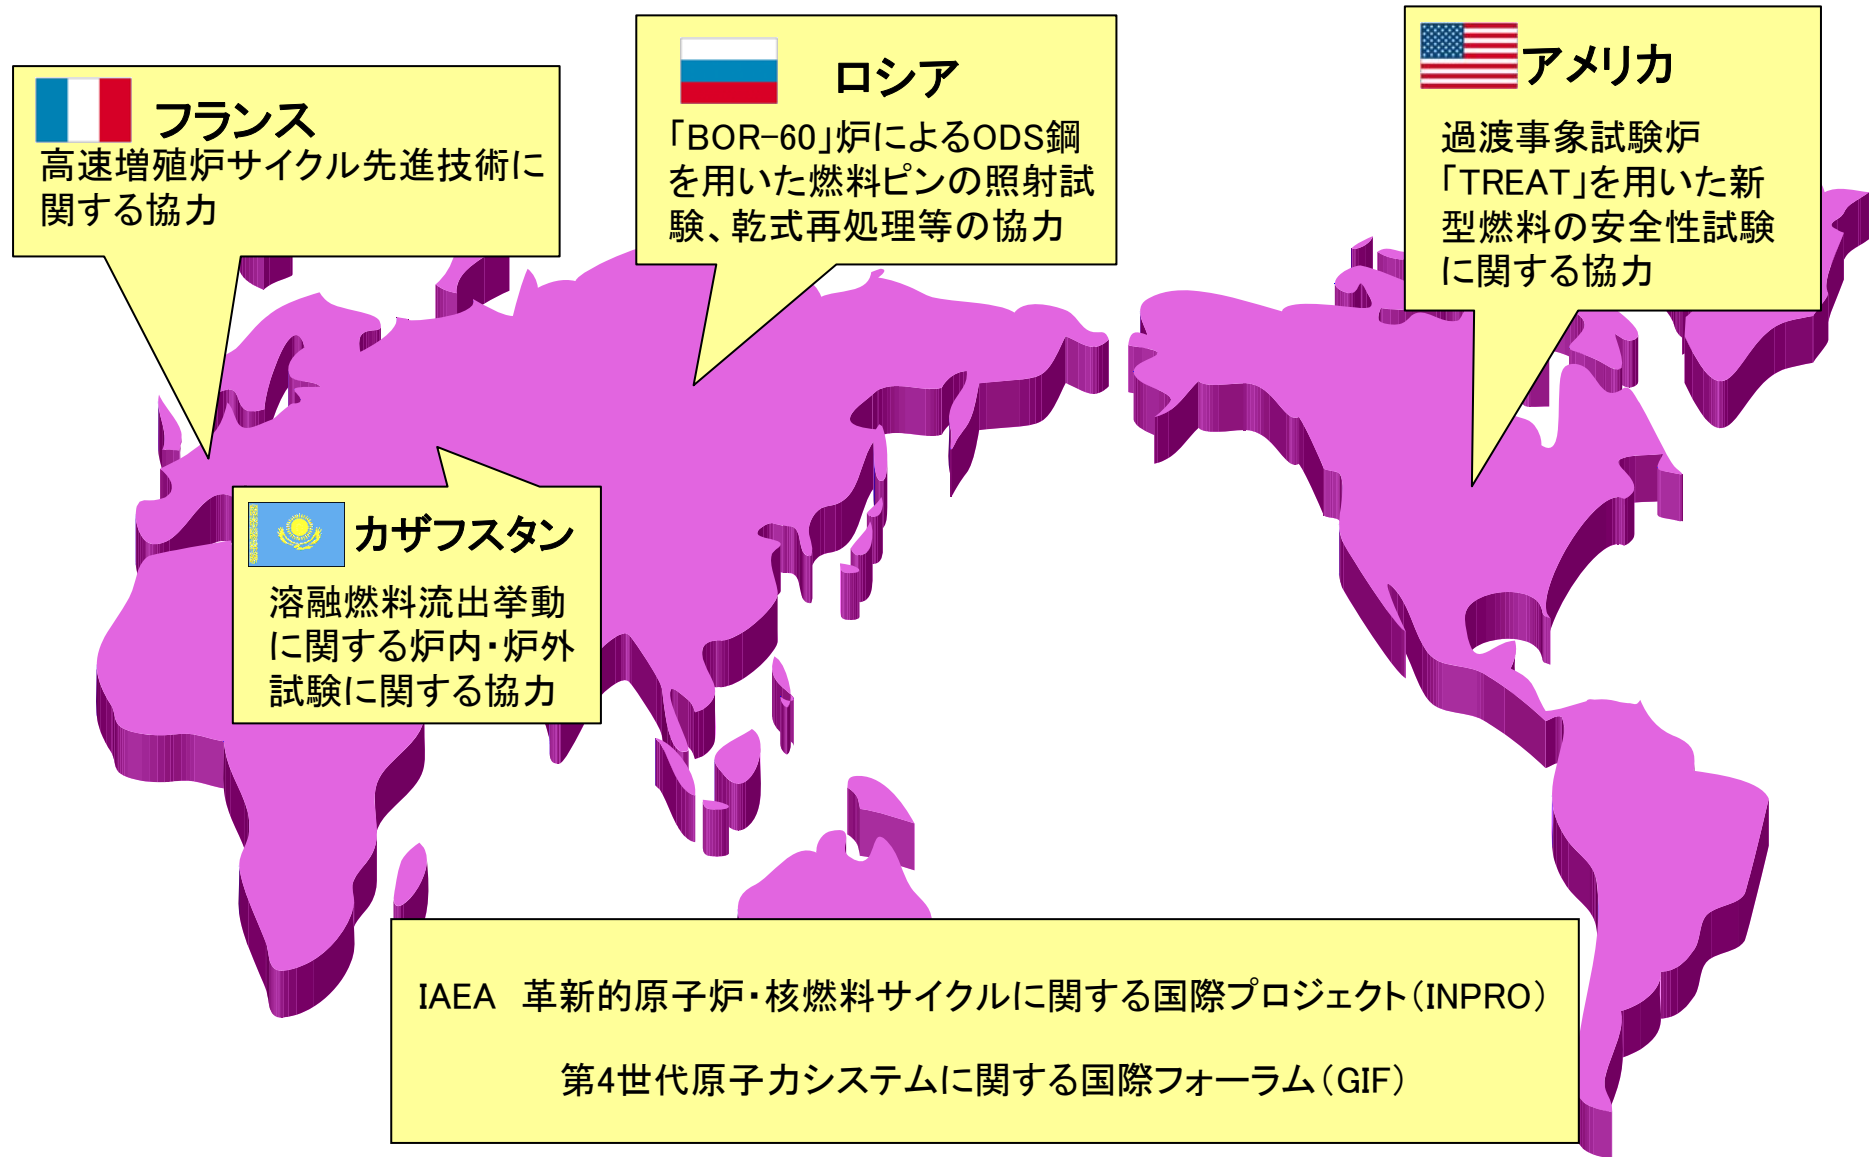 フランス
高速増殖炉サイクル先進技術に
関する協力
ロシア
「BOR-60」炉によるODS鋼
を用いた燃料ピンの照射試
験、乾式再処理等の協力
アメリカ
過渡事象試験炉
「TREAT」を用いた新
型燃料の安全性試験
に関する協力
カザフスタン
溶融燃料流出挙動
に関する炉内・炉外
試験に関する協力
IAEA　革新的原子炉・核燃料サイクルに関する国際プロジェクト（INPRO）
第4世代原子力システムに関する国際フォーラム（GIF）